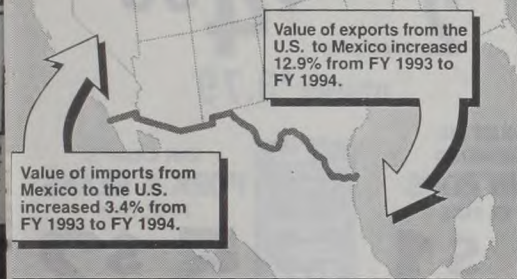 Value of exports from the
U.S. to Mexico increased
12.9% from FY 1993 to
FY 1994.
Value of imports from
Mexico to the U.S.
increased 3.4% from
FY 1993 to FY 1994.